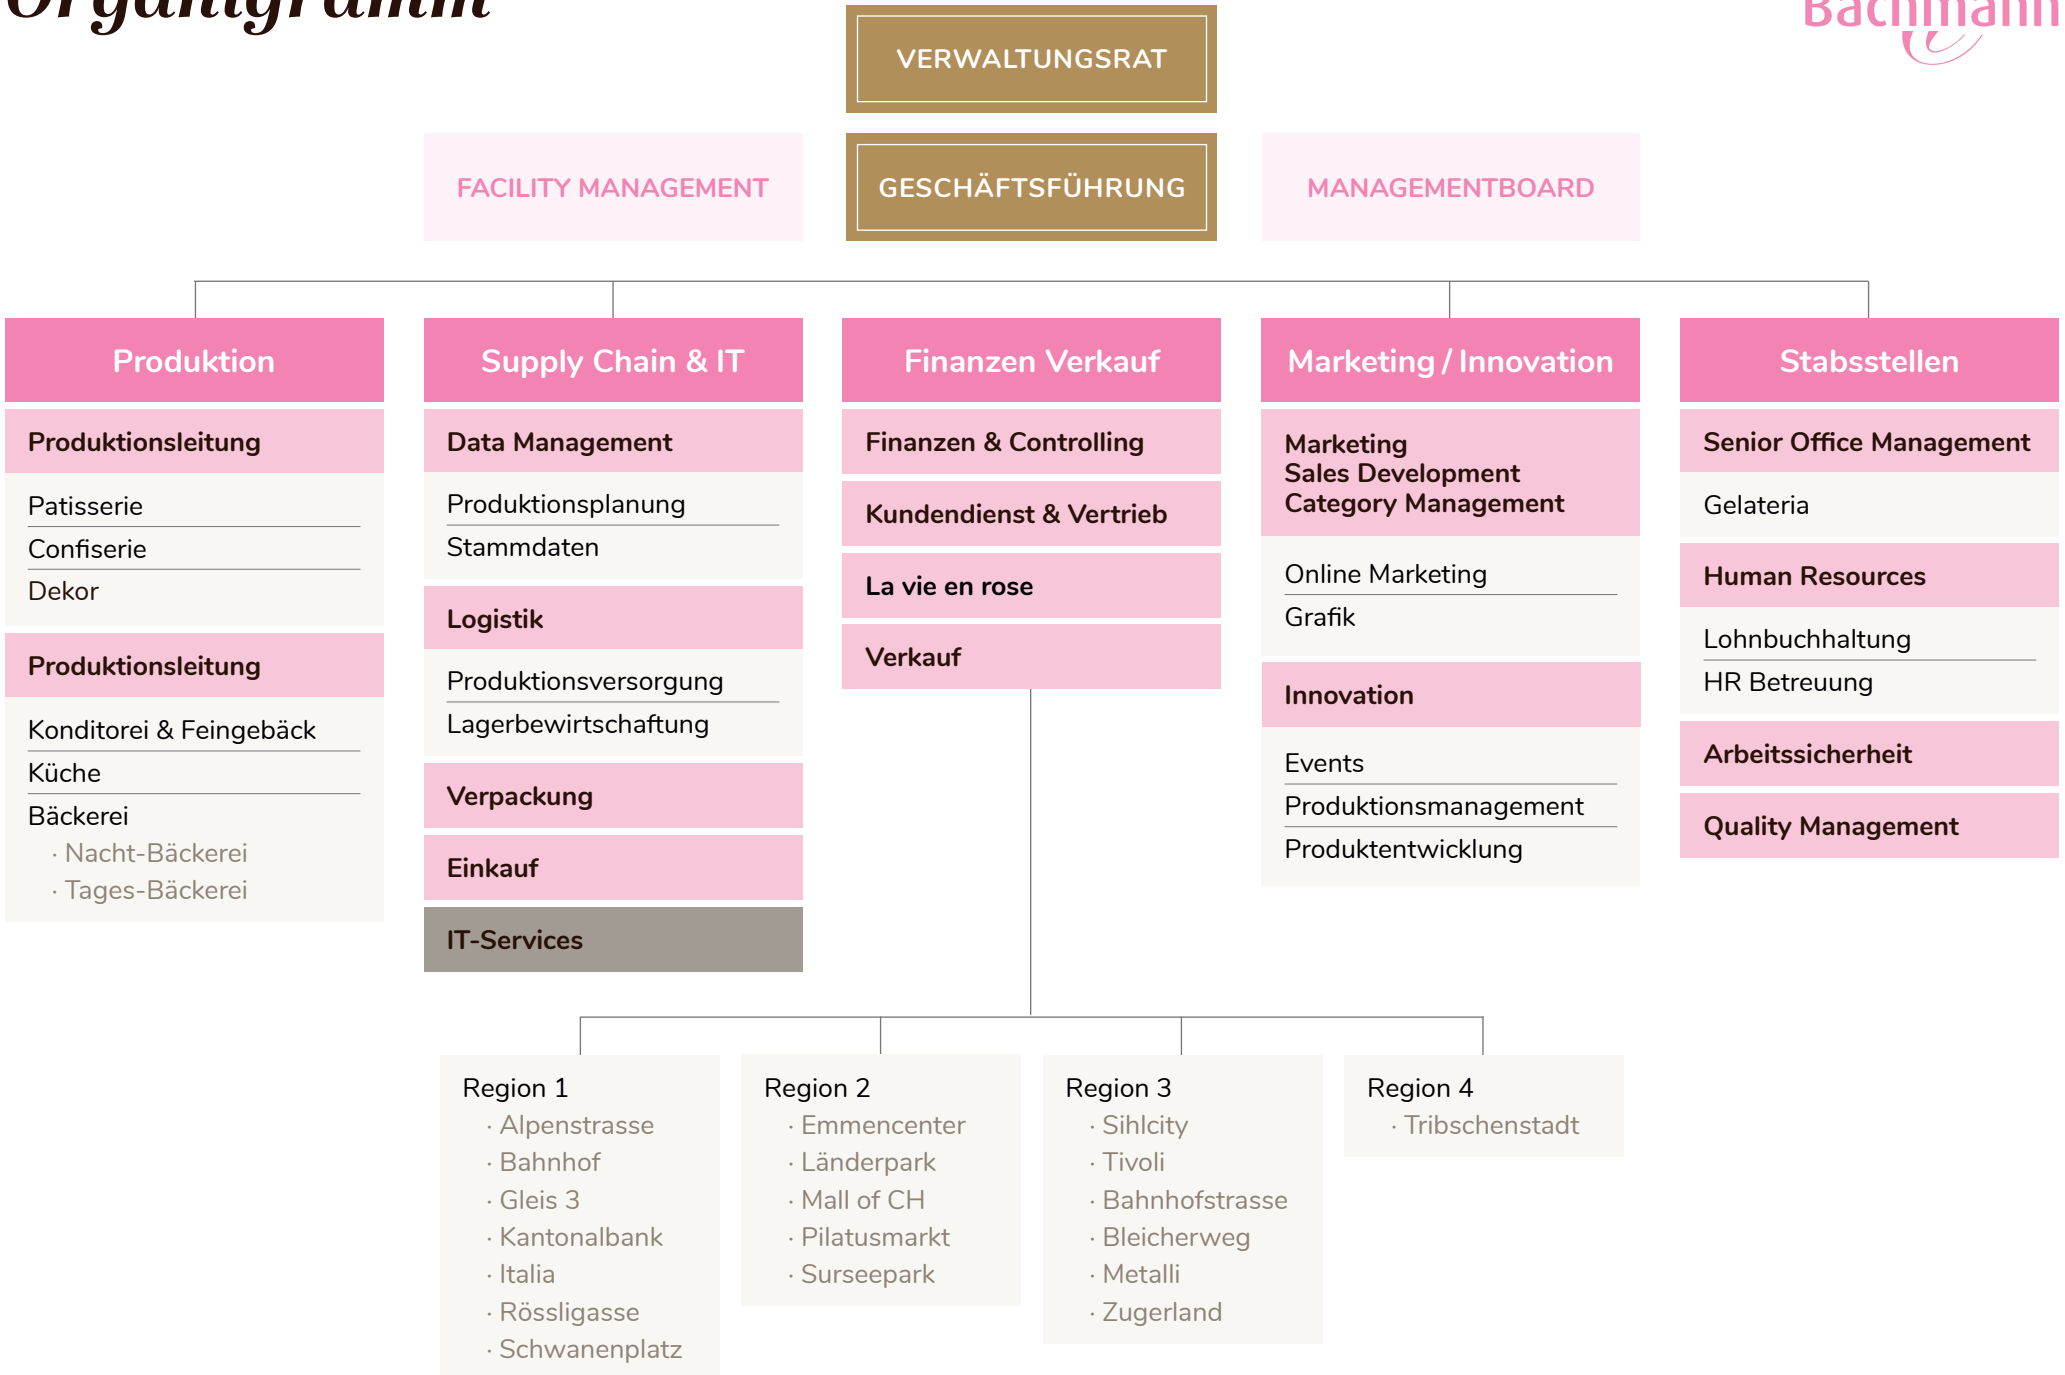 Organigramm
Bachmann
VERWALTUNGSRAT
FACILITY MANAGEMENT
GESCHÄFTSFÜHRUNG
MANAGEMENTBOARD
Produktion
Produktionsleitung
Patisserie
Confiserie
Dekor
Produktionsleitung
Konditorei & Feingebäck
Küche
Bäckerei
· Nacht-Bäckerei
· Tages-Bäckerei
Supply Chain & IT
Data Management
Produktionsplanung
Stammdaten
Logistik
Produktionsversorgung
Lagerbewirtschaftung
Verpackung
Einkauf
IT-Services
Finanzen Verkauf
Finanzen & Controlling
Kundendienst & Vertrieb
La vie en rose
Verkauf
Marketing / Innovation
Marketing
Sales Development
Category Management
Online Marketing
Grafik
Innovation
Events
Produktionsmanagement
Produktentwicklung
Stabsstellen
Senior Office Management
Gelateria
Human Resources
Lohnbuchhaltung
HR Betreuung
Arbeitssicherheit
Quality Management
Region 1
· Alpenstrasse
· Bahnhof
· Gleis 3
· Kantonalbank
· Italia
· Rössligasse
· Schwanenplatz
Region 2
· Emmencenter
· Länderpark
· Mall of CH
· Pilatusmarkt
· Surseepark
Region 3
· Sihlcity
· Tivoli
· Bahnhofstrasse
· Bleicherweg
· Metalli
· Zugerland
Region 4
· Tribschenstadt